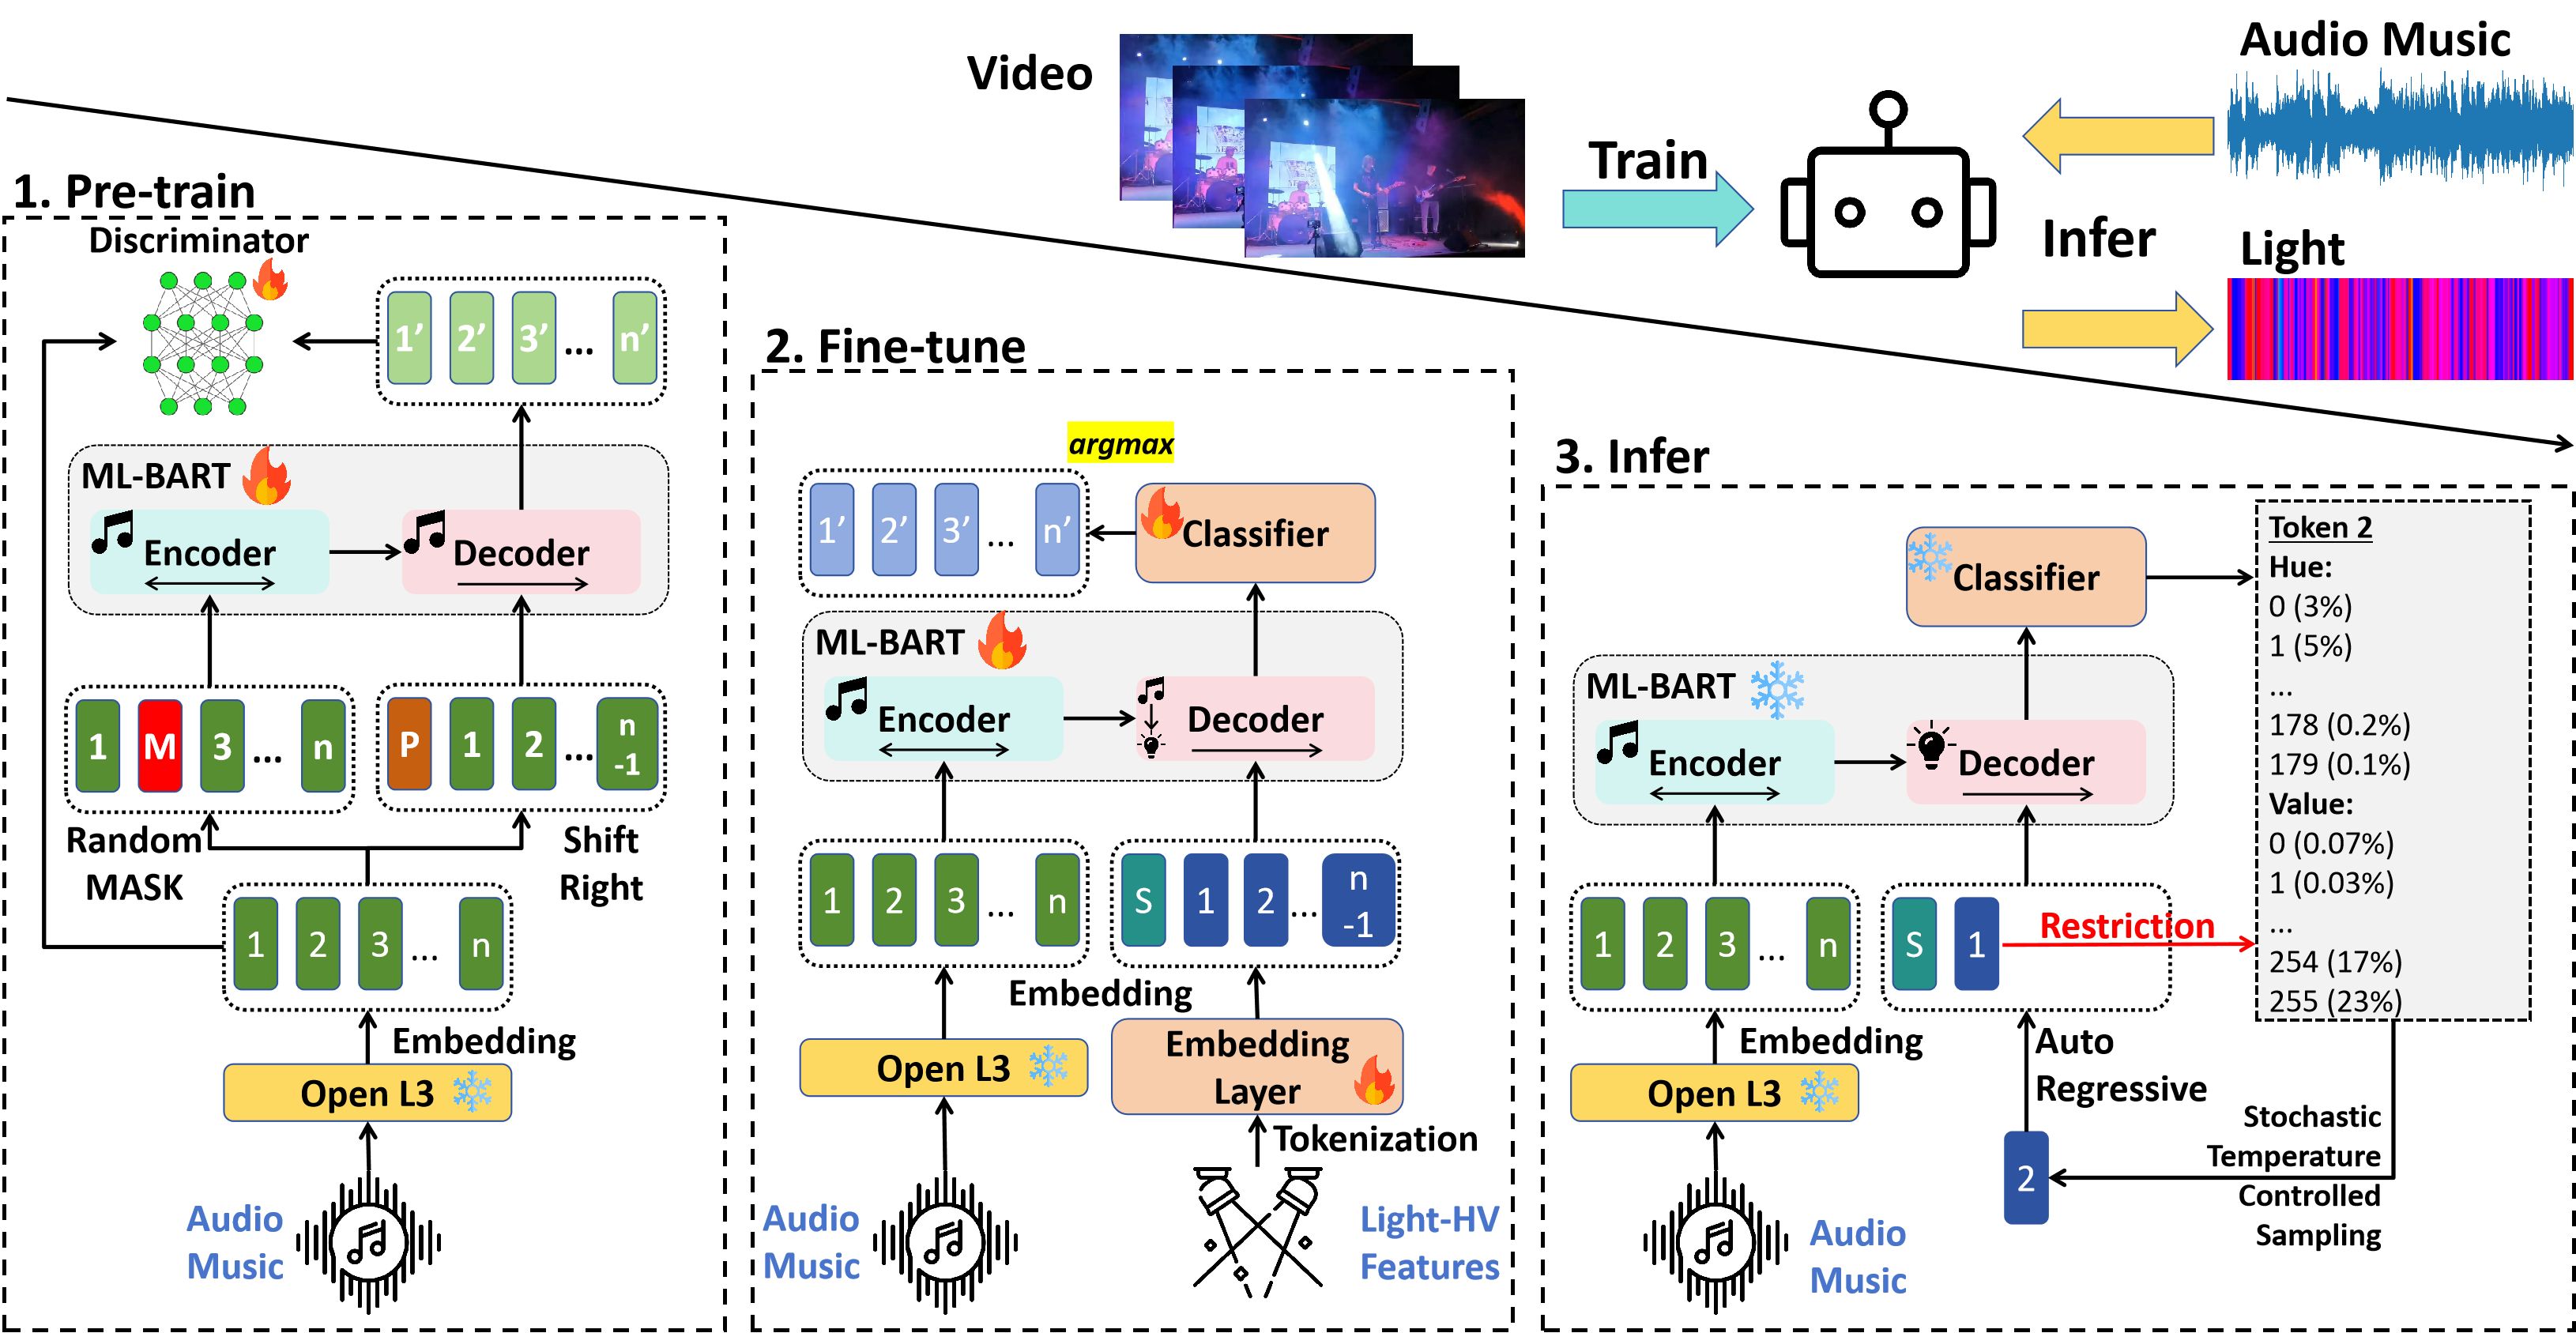 Video
Train
Audio Music
Infer
Light
1. Pre-train
Discriminator
1’ 2’ 3’ ... n’
ML-BART
Encoder
Decoder
1 M 3 ... n
P 1 2 ... n -1
Random
MASK
Shift
Right
1 2 3 ... n
Embedding
Open L3
Audio
Music
2. Fine-tune
argmax
1’ 2’ 3’ ... n’
Classifier
ML-BART
Encoder
Decoder
1 2 3 ... n
S 1 2 ... n -1
Embedding
Open L3
Embedding
Layer
Tokenization
Audio
Music
Light-HV
Features
3. Infer
Classifier
ML-BART
Encoder
Decoder
1 2 3 ... n
S 1
Restriction
Embedding
Open L3
Auto
Regressive
2
Audio
Music
Token 2
Hue:
0 (3%)
1 (5%)
...
178 (0.2%)
179 (0.1%)
Value:
0 (0.07%)
1 (0.03%)
...
254 (17%)
255 (23%)
Stochastic
Temperature
Controlled
Sampling